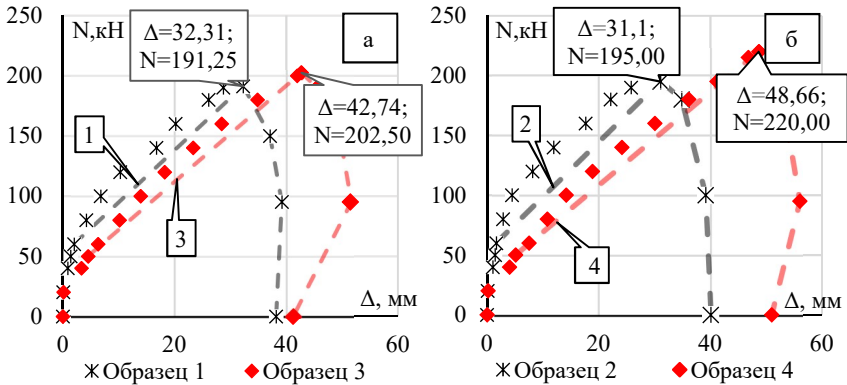 N,кН
Δ=32,31;
N=191,25
а
250
200
150
100
50
0
1
3
Δ=42,74;
N=202,50
Δ, мм
0
20
40
60
Образец 1
Образец 3
N,кН
Δ=31,1;
N=195,00
б
250
200
150
100
50
0
2
4
Δ=48,66;
N=220,00
Δ, мм
0
20
40
60
Образец 2
Образец 4